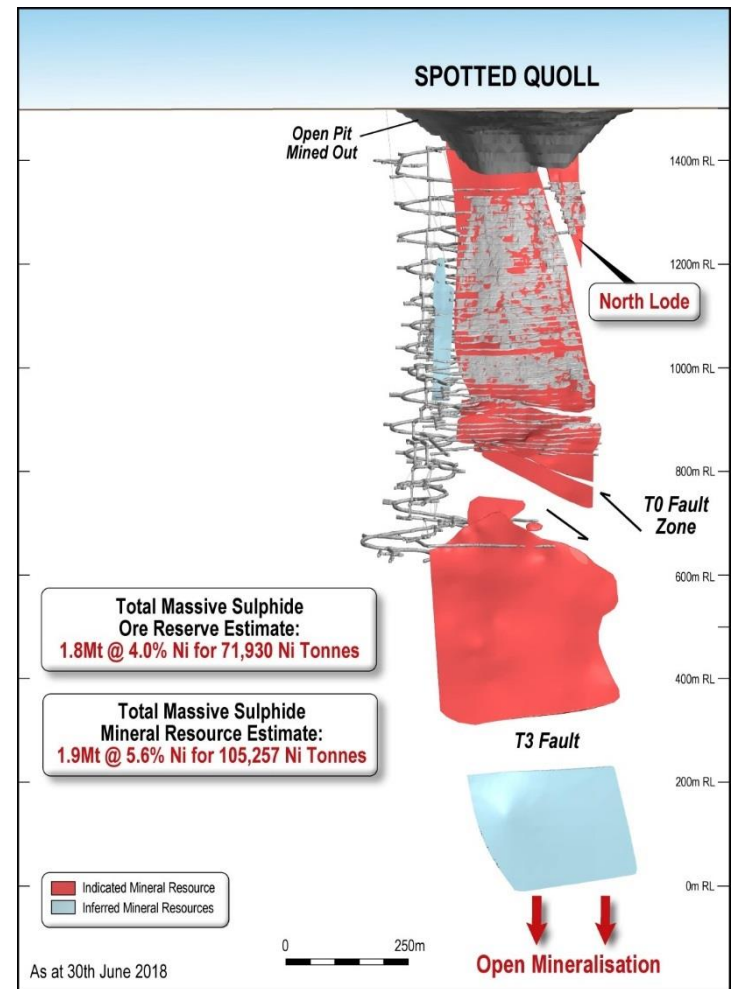 SPOTTED QUOLL
Open Pit
Mined Out
1400m RL
1200m RL
North Lode
1000m RL
800m RL
T0 Fault
Zone
600m RL
Total Massive Sulphide
Ore Reserve Estimate:
1.8Mt @ 4.0% Ni for 71,930 Ni Tonnes
400m RL
Total Massive Sulphide
Mineral Resource Estimate:
1.9Mt @ 5.6% Ni for 105,257 Ni Tonnes
T3 Fault
200m RL
Indicated Mineral Resource
Inferred Mineral Resources
0m RL
0
250m
Open Mineralisation
As at 30th June 2018